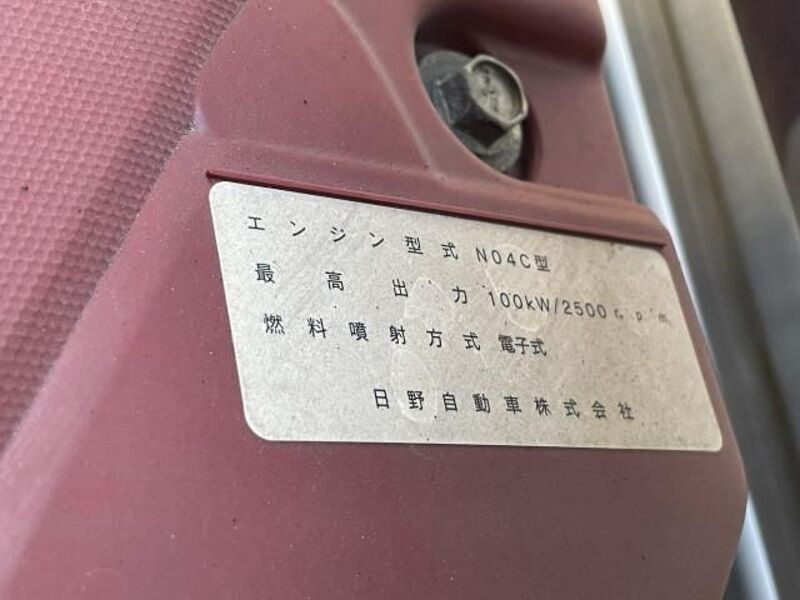 エンジン型式 N04C型
最高出力 100kW/2500 r.p.m.
燃料噴射方式 電子式
日野自動車株式会社